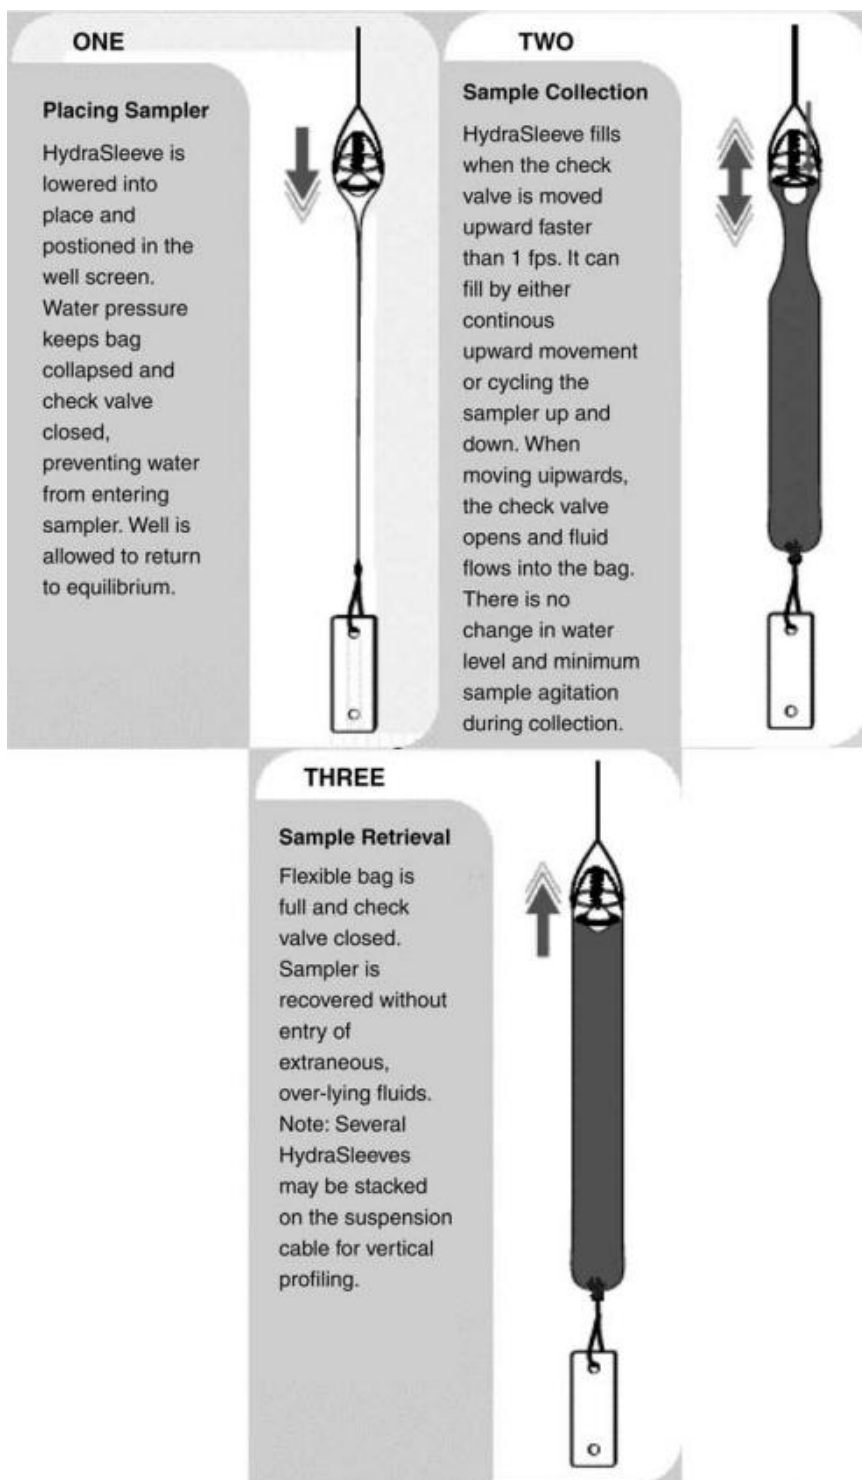 ONE
Placing Sampler
HydraSleeve is
lowered into
place and
postioned in the
well screen.
Water pressure
keeps bag
collapsed and
check valve
closed,
preventing water
from entering
sampler. Well is
allowed to return
to equilibrium.
TWO
Sample Collection
HydraSleeve fills
when the check
valve is moved
upward faster
than 1 fps. It can
fill by either
continous
upward movement
or cycling the
sampler up and
down. When
moving uipwards,
the check valve
opens and fluid
flows into the bag.
There is no
change in water
level and minimum
sample agitation
during collection.
THREE
Sample Retrieval
Flexible bag is
full and check
valve closed.
Sampler is
recovered without
entry of
extraneous,
over-lying fluids.
Note: Several
HydraSleeves
may be stacked
on the suspension
cable for vertical
profiling.